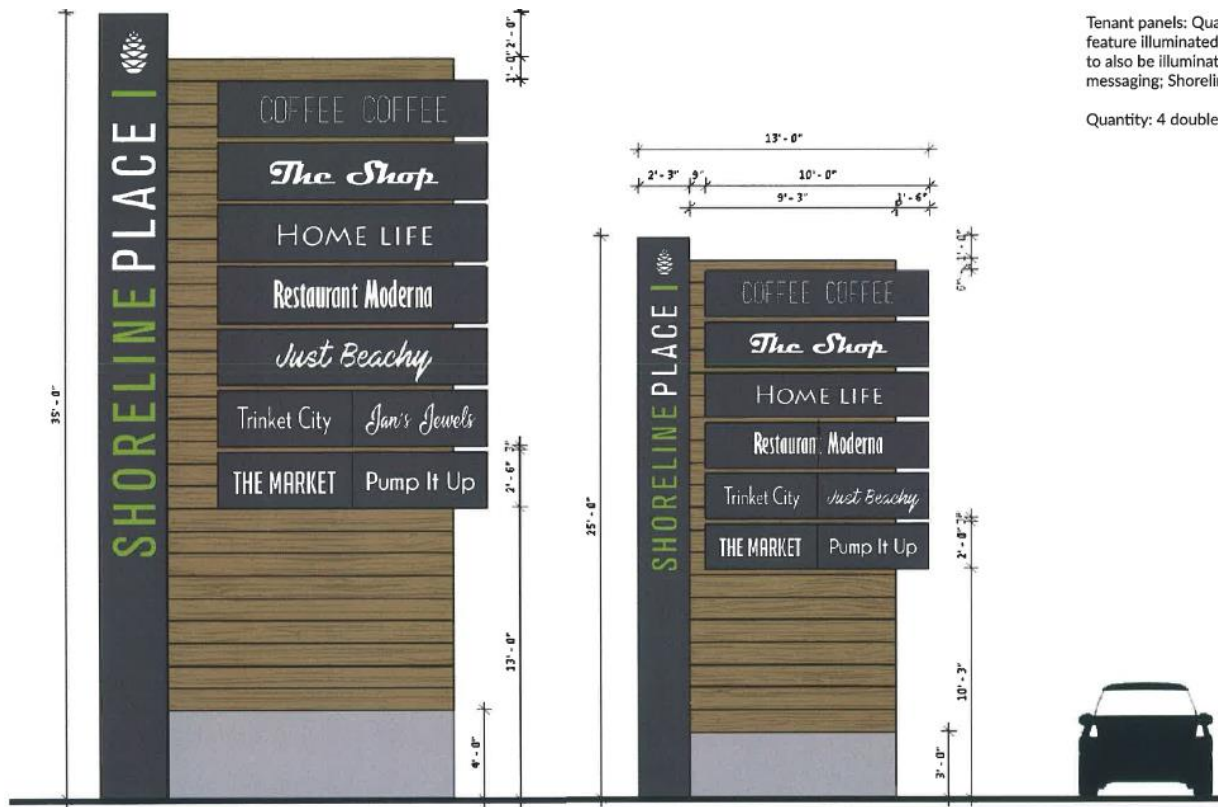 Tenant panels: Qua
feature illuminated
to also be illuminat
messaging; Shoreli
Quantity: 4 double
SHORELINE PLACE
COFFEE COFFEE
The Shop
HOME LIFE
Restaurant Moderna
Just Beachy
Trinket City Jan's Jewels
THE MARKET Pump It Up
35' - 0"
2' - 0"
1' - 0"
3"
2' - 6"
13' - 0"
4' - 0"
13' - 0"
2' - 3" 9" 10' - 0"
9' - 3" 1' - 6"
SHORELINE PLACE
COFFEE COFFEE
The Shop
HOME LIFE
Restaurant Moderna
Trinket City Just Beachy
THE MARKET Pump It Up
25' - 0"
1' - 0"
2' - 0"
10' - 3"
3' - 0"